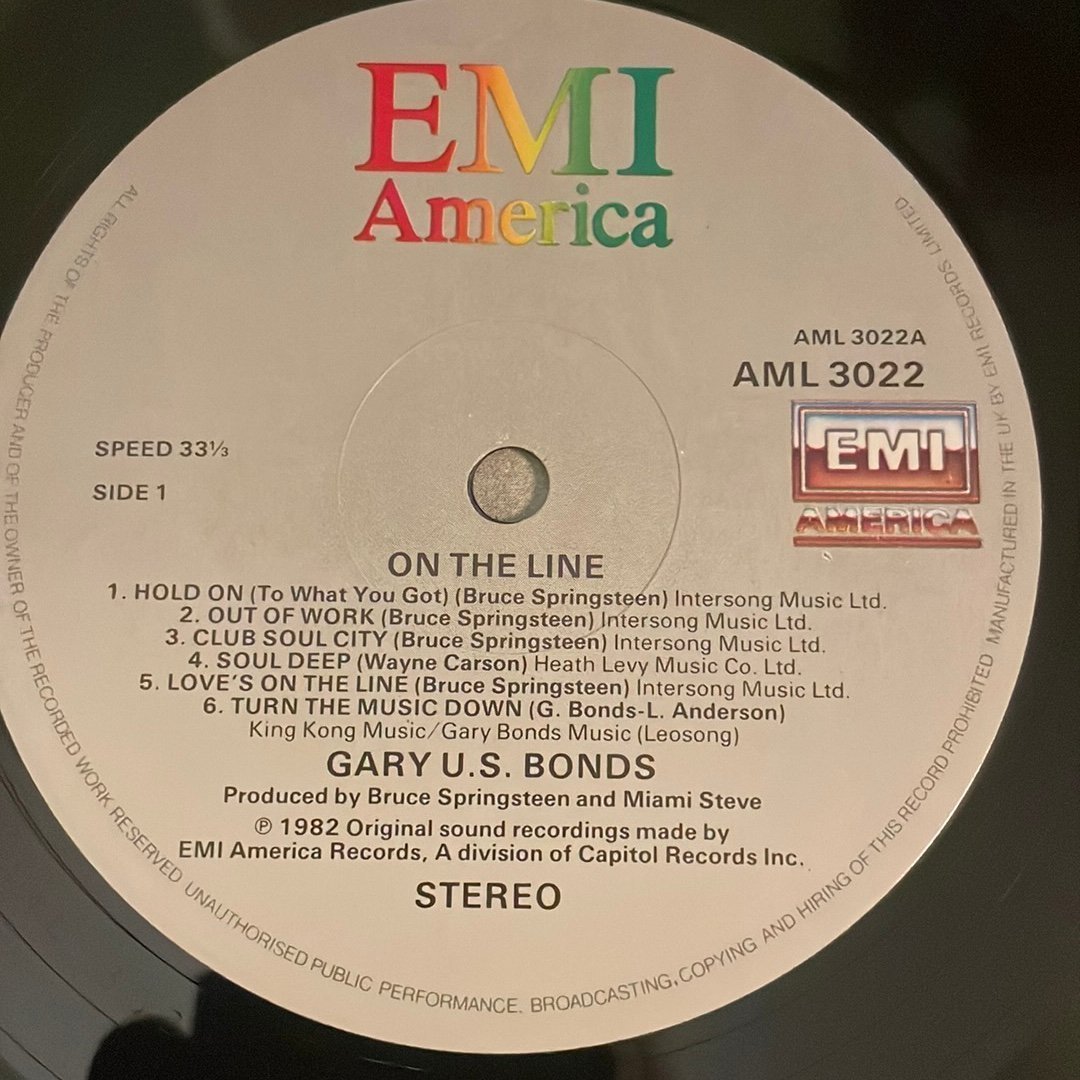 EMI
America
AML 3022A
AML 3022
EMI
AMERICA
SPEED 33⅓
SIDE 1
ON THE LINE
1. HOLD ON (To What You Got) (Bruce Springsteen) Intersong Music Ltd.
2. OUT OF WORK (Bruce Springsteen) Intersong Music Ltd.
3. CLUB SOUL CITY (Bruce Springsteen) Intersong Music Ltd.
4. SOUL DEEP (Wayne Carson) Heath Levy Music Co. Ltd.
5. LOVE'S ON THE LINE (Bruce Springsteen) Intersong Music Ltd.
6. TURN THE MUSIC DOWN (G. Bonds-L. Anderson)
King Kong Music/Gary Bonds Music (Leosong)
GARY U.S. BONDS
Produced by Bruce Springsteen and Miami Steve
℗ 1982 Original sound recordings made by
EMI America Records, A division of Capitol Records Inc.
STEREO
ALL RIGHTS OF THE PRODUCER AND OF THE OWNER OF THE RECORDED WORK RESERVED UNAUTHORISED PUBLIC PERFORMANCE. BROADCASTING, COPYING AND HIRING OF THIS RECORD PROHIBITED MANUFACTURED IN THE UK BY EMI RECORDS LIMITED